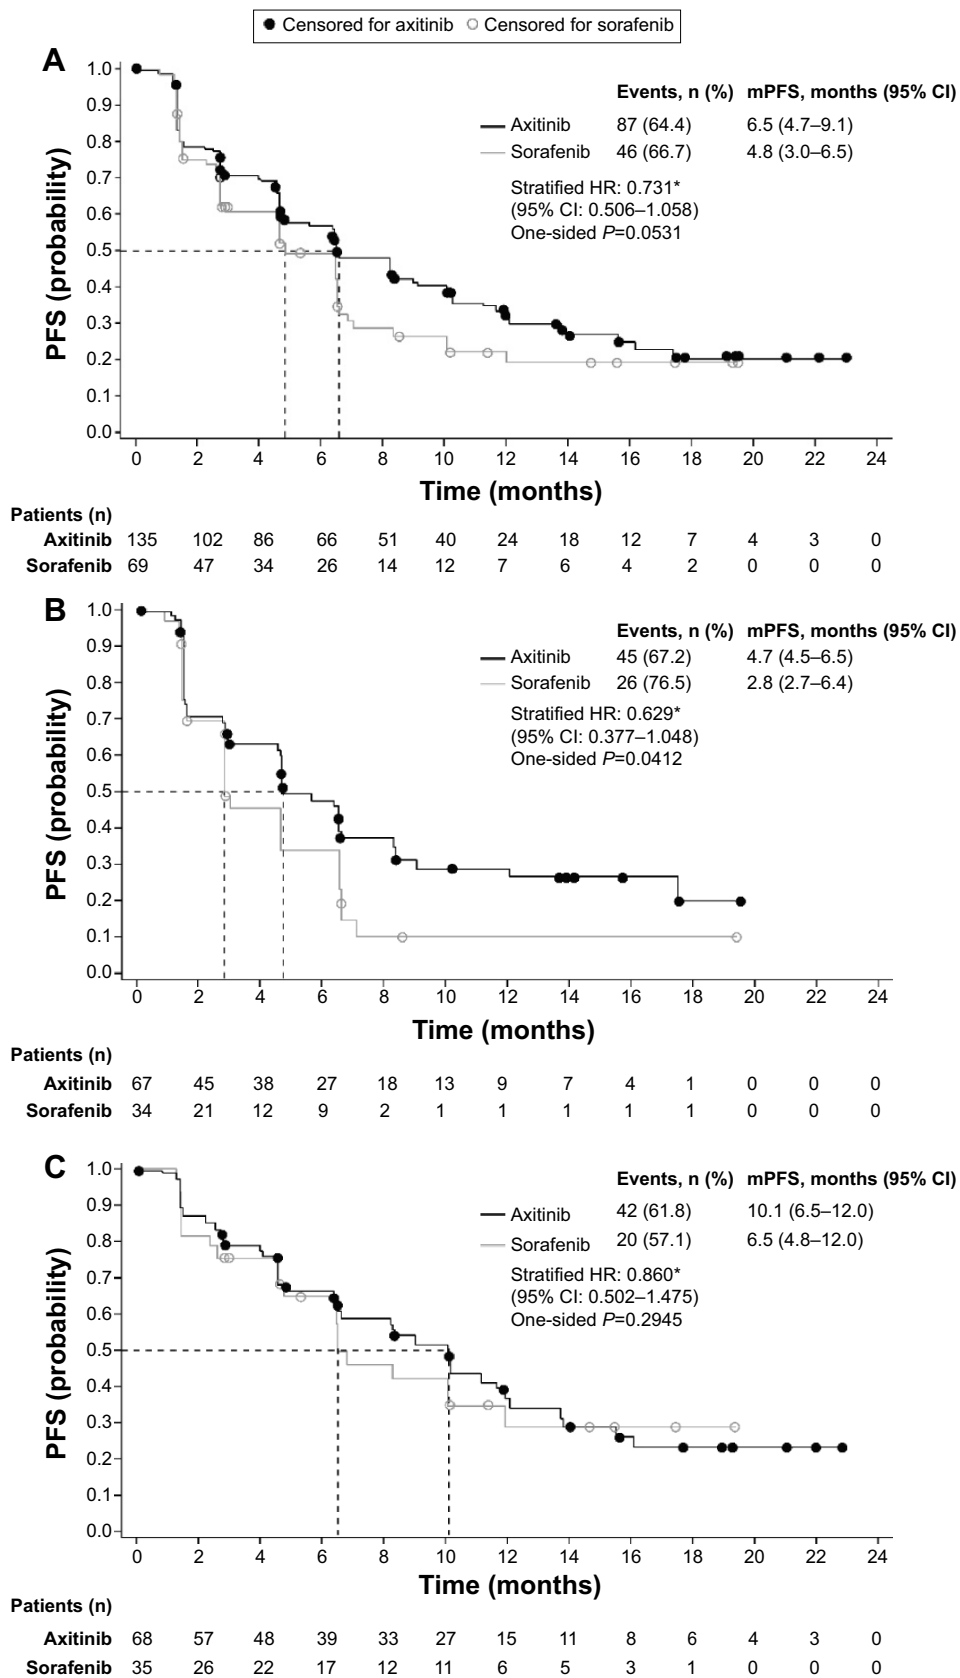 Censored for axitinib Censored for sorafenib
A
Events, n (%) mPFS, months (95% CI)
Axitinib 87 (64.4) 6.5 (4.7–9.1)
Sorafenib 46 (66.7) 4.8 (3.0–6.5)
Stratified HR: 0.731*
(95% CI: 0.506–1.058)
One-sided P=0.0531
PFS (probability)
1.0
0.9
0.8
0.7
0.6
0.5
0.4
0.3
0.2
0.1
0.0
0 2 4 6 8 10 12 14 16 18 20 22 24
Time (months)
Patients (n)
Axitinib 135 102 86 66 51 40 24 18 12 7 4 3 0
Sorafenib 69 47 34 26 14 12 7 6 4 2 0 0 0
B
Events, n (%) mPFS, months (95% CI)
Axitinib 45 (67.2) 4.7 (4.5–6.5)
Sorafenib 26 (76.5) 2.8 (2.7–6.4)
Stratified HR: 0.629*
(95% CI: 0.377–1.048)
One-sided P=0.0412
PFS (probability)
1.0
0.9
0.8
0.7
0.6
0.5
0.4
0.3
0.2
0.1
0.0
0 2 4 6 8 10 12 14 16 18 20 22 24
Time (months)
Patients (n)
Axitinib 67 45 38 27 18 13 9 7 4 1 0 0 0
Sorafenib 34 21 12 9 2 1 1 1 1 1 0 0 0
C
Events, n (%) mPFS, months (95% CI)
Axitinib 42 (61.8) 10.1 (6.5–12.0)
Sorafenib 20 (57.1) 6.5 (4.8–12.0)
Stratified HR: 0.860*
(95% CI: 0.502–1.475)
One-sided P=0.2945
PFS (probability)
1.0
0.9
0.8
0.7
0.6
0.5
0.4
0.3
0.2
0.1
0.0
0 2 4 6 8 10 12 14 16 18 20 22 24
Time (months)
Patients (n)
Axitinib 68 57 48 39 33 27 15 11 8 6 4 3 0
Sorafenib 35 26 22 17 12 11 6 5 3 1 0 0 0